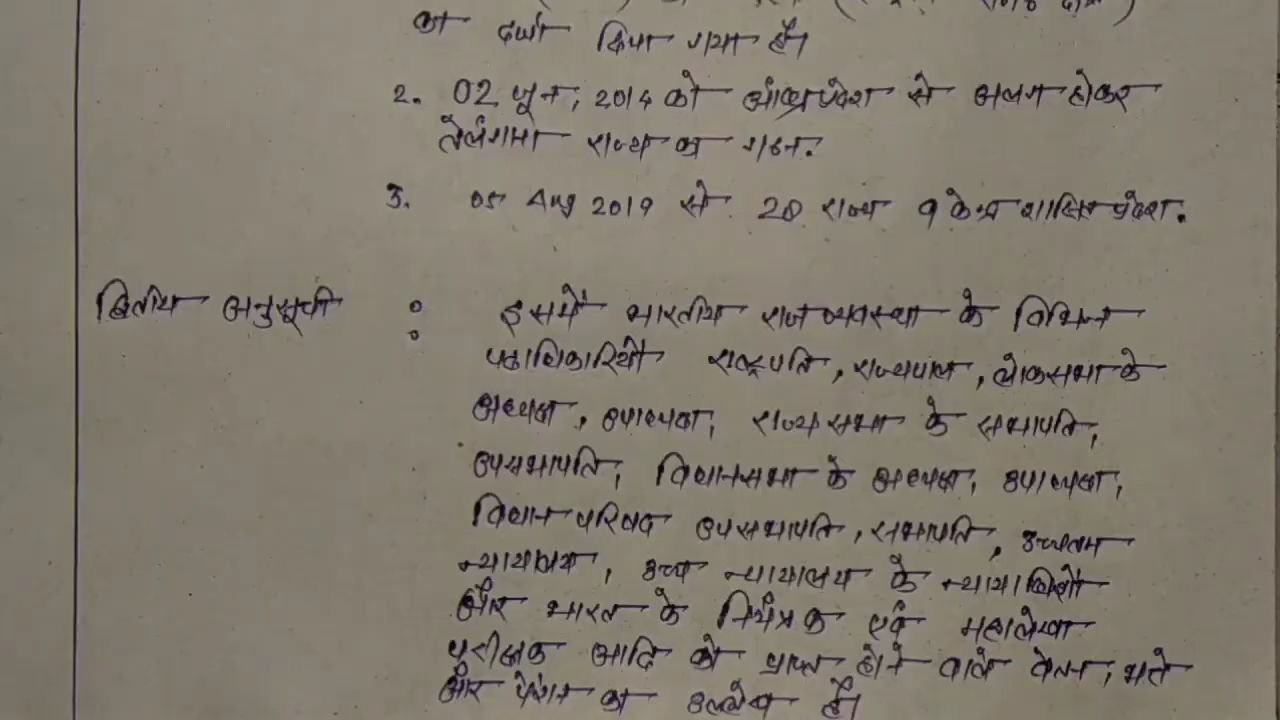 का दर्जा दिया गया है।
2. 02 जून, 2014 को आंध्रप्रदेश से अलग होकर
तेलंगाना राज्य का गठन.
3. 05 Aug 2019 से 28 राज्य 9 केन्द्र शासित प्रदेश.
द्वितीय अनुसूची : इसमें भारतीय राजव्यवस्था के विभिन्न
पदाधिकारियों राष्ट्रपति, राज्यपाल, लोकसभा के
अध्यक्ष, उपाध्यक्ष, राज्यसभा के सभापति,
उपसभापति, विधानसभा के अध्यक्ष, उपाध्यक्ष,
विधान परिषद उपसभापति, सभापति, उच्चतम
न्यायालय, उच्च न्यायालय के न्यायाधिशों
और भारत के नियंत्रक एवं महालेखा
परीक्षक आदि को प्राप्त होने वाले वेतन, भत्ते
और पेंशन का उल्लेख है।